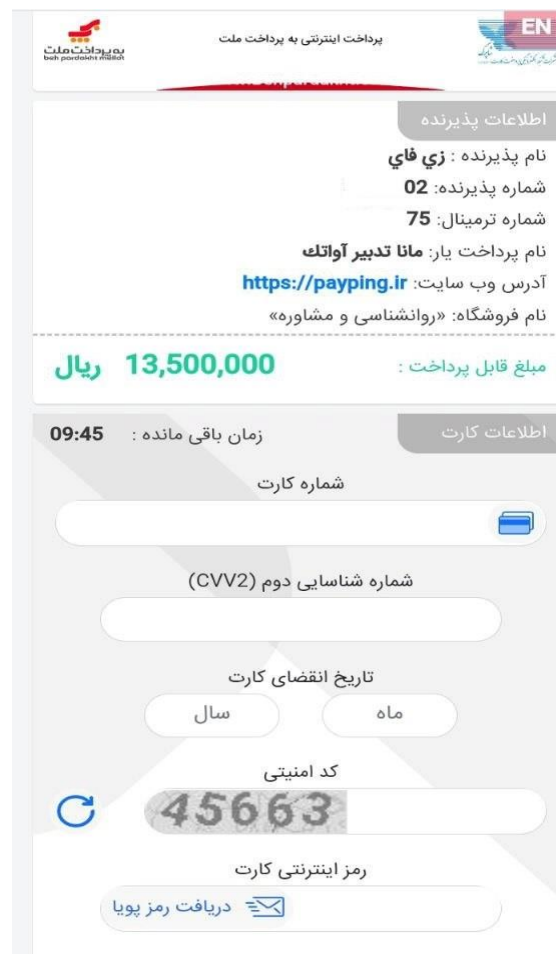 EN
پرداخت اینترنتی به پرداخت ملت
به پرداخت ملت
beh pardakht mellat
اطلاعات پذیرنده
نام پذیرنده : زي فاي
شماره پذیرنده: 02
شماره ترمینال: 75
نام پرداخت یار: مانا تدبیر آواتك
آدرس وب سایت: https://payping.ir
نام فروشگاه: «روانشناسی و مشاوره»
مبلغ قابل پرداخت : 13,500,000 ریال
اطلاعات کارت
زمان باقی مانده : 09:45
شماره کارت
شماره شناسایی دوم (CVV2)
تاریخ انقضای کارت
ماه
سال
کد امنیتی
45663
رمز اینترنتی کارت
دریافت رمز پویا